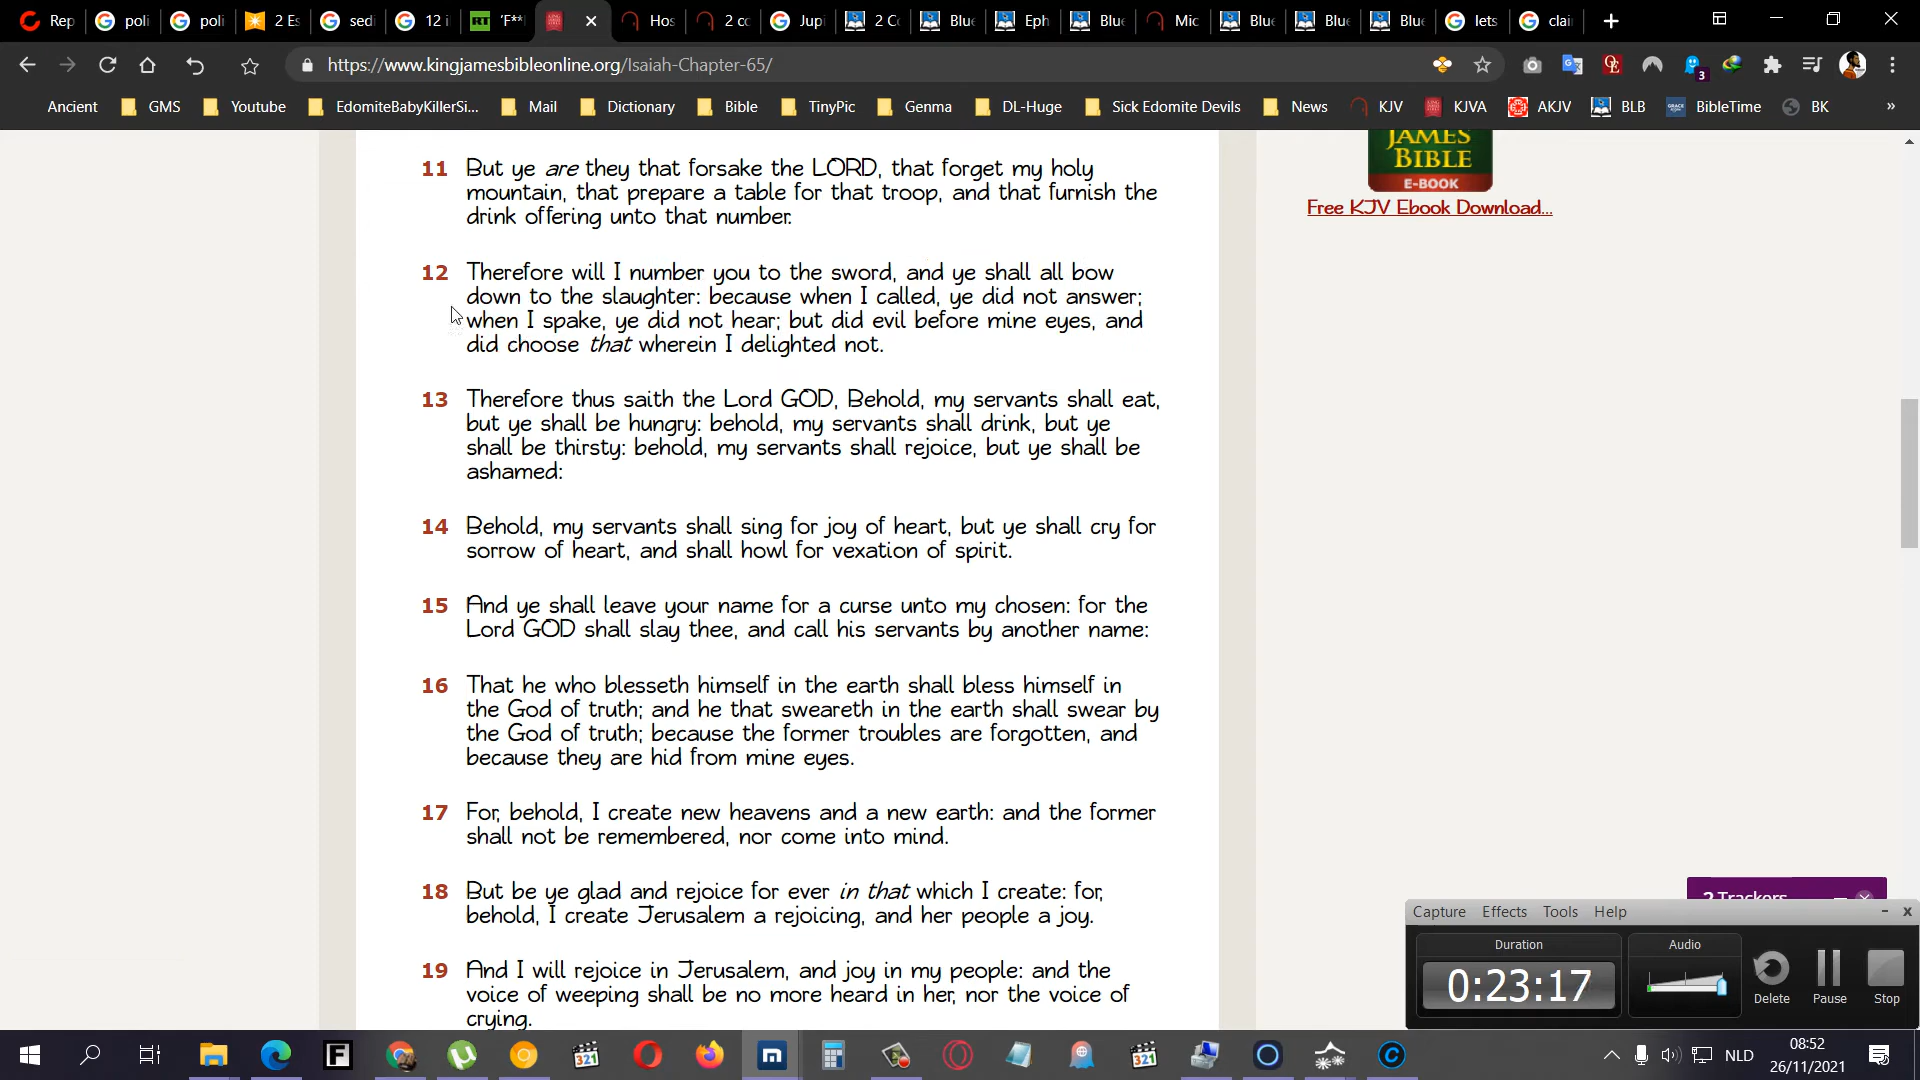 Rep poli poli 2 Es sedi 12 i 'F** Hos 2 co Jupi 2 Co Blue Eph Blue Mic Blue Blue Blue lets clai
https://www.kingjamesbibleonline.org/Isaiah-Chapter-65/
3
Ancient GMS Youtube EdomiteBabyKillerSi... Mail Dictionary Bible TinyPic Genma DL-Huge Sick Edomite Devils News KJV KJVA AKJV BLB BibleTime BK »
JAMES
BIBLE
E-BOOK
Free KJV Ebook Download...
11 But ye are they that forsake the LORD, that forget my holy
mountain, that prepare a table for that troop, and that furnish the
drink offering unto that number.
12 Therefore will I number you to the sword, and ye shall all bow
down to the slaughter: because when I called, ye did not answer;
when I spake, ye did not hear; but did evil before mine eyes, and
did choose that wherein I delighted not.
13 Therefore thus saith the Lord GOD, Behold, my servants shall eat,
but ye shall be hungry: behold, my servants shall drink, but ye
shall be thirsty: behold, my servants shall rejoice, but ye shall be
ashamed:
14 Behold, my servants shall sing for joy of heart, but ye shall cry for
sorrow of heart, and shall howl for vexation of spirit.
15 And ye shall leave your name for a curse unto my chosen: for the
Lord GOD shall slay thee, and call his servants by another name:
16 That he who blesseth himself in the earth shall bless himself in
the God of truth; and he that sweareth in the earth shall swear by
the God of truth; because the former troubles are forgotten, and
because they are hid from mine eyes.
17 For, behold, I create new heavens and a new earth: and the former
shall not be remembered, nor come into mind.
18 But be ye glad and rejoice for ever in that which I create: for,
behold, I create Jerusalem a rejoicing, and her people a joy.
19 And I will rejoice in Jerusalem, and joy in my people: and the
voice of weeping shall be no more heard in her, nor the voice of
crying.
2 Trackers
Capture Effects Tools Help
Duration
0:23:17
Audio
Delete Pause Stop
NLD
08:52
26/11/2021